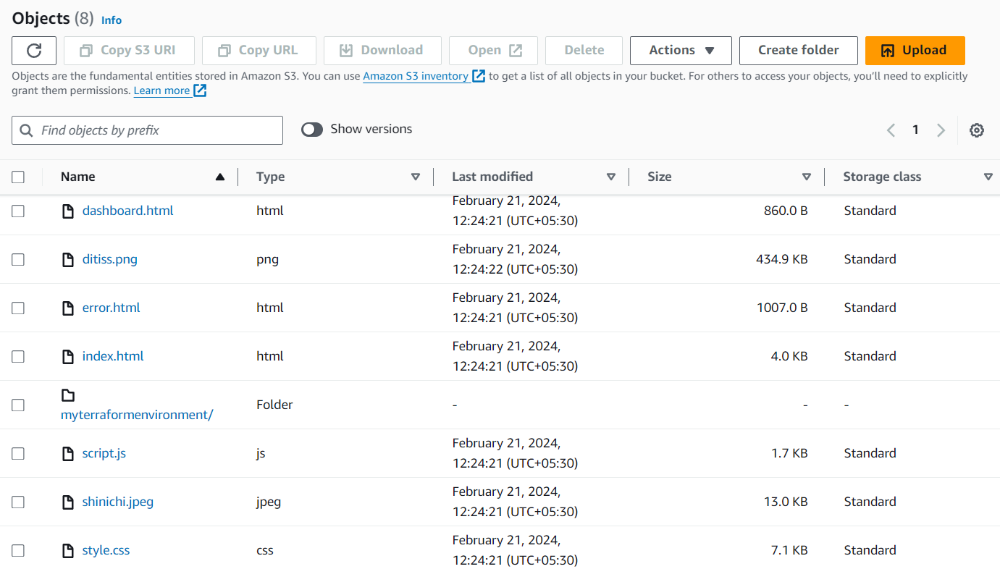 Objects (8) Info
Copy S3 URI Copy URL Download Open Delete Actions Create folder Upload
Objects are the fundamental entities stored in Amazon S3. You can use Amazon S3 inventory to get a list of all objects in your bucket. For others to access your objects, you'll need to explicitly
grant them permissions. Learn more
Find objects by prefix Show versions 1
Name Type Last modified Size Storage class
dashboard.html html February 21, 2024, 860.0 B Standard
12:24:21 (UTC+05:30)
ditiss.png png February 21, 2024, 434.9 KB Standard
12:24:22 (UTC+05:30)
error.html html February 21, 2024, 1007.0 B Standard
12:24:21 (UTC+05:30)
index.html html February 21, 2024, 4.0 KB Standard
12:24:21 (UTC+05:30)
myterraformenvironment/ Folder - - -
script.js js February 21, 2024, 1.7 KB Standard
12:24:21 (UTC+05:30)
shinichi.jpeg jpeg February 21, 2024, 13.0 KB Standard
12:24:21 (UTC+05:30)
style.css css February 21, 2024, 7.1 KB Standard
12:24:21 (UTC+05:30)